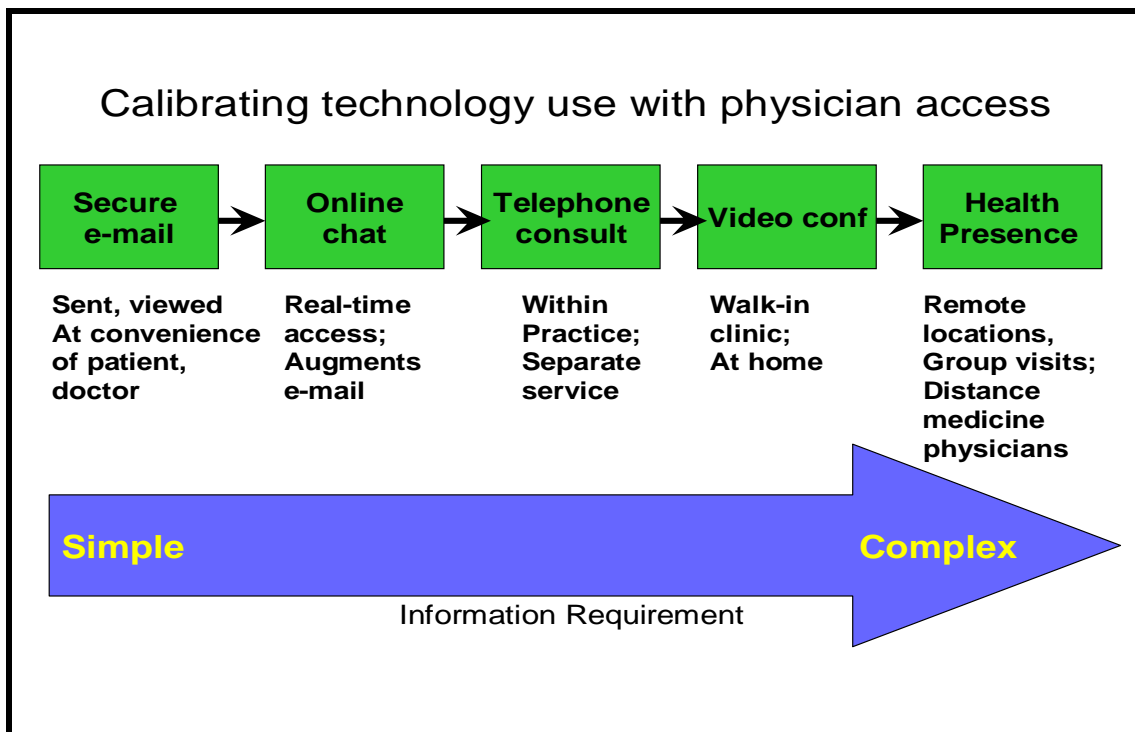 Calibrating technology use with physician access
Secure
e-mail
Online
chat
Telephone
consult
Video conf
Health
Presence
Sent, viewed
At convenience
of patient,
doctor
Real-time
access;
Augments
e-mail
Within
Practice;
Separate
service
Walk-in
clinic;
At home
Remote
locations,
Group visits;
Distance
medicine
physicians
Simple
Complex
Information Requirement